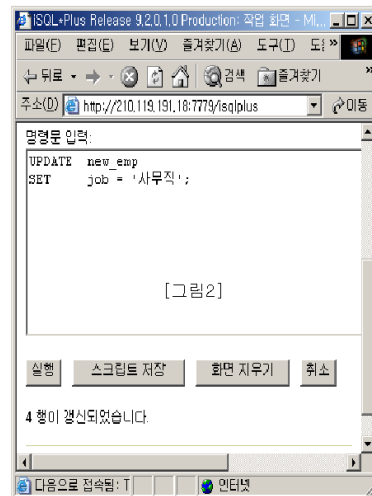 iSQL*Plus Release 9,2,0,1,0 Production: 작업 화면 - Mi...
파일(F) 편집(E) 보기(V) 즐겨찾기(A) 도구(T) »
뒤로 검색 즐겨찾기 »
주소(D) http://210,119,191,18:7779/isqlplus 이동
명령문 입력:
UPDATE new_emp
SET job = '사무직';
[그림2]
실행 스크립트 저장 화면 지우기 취소
4 행이 갱신되었습니다.
다음으로 접속됨: T 인터넷